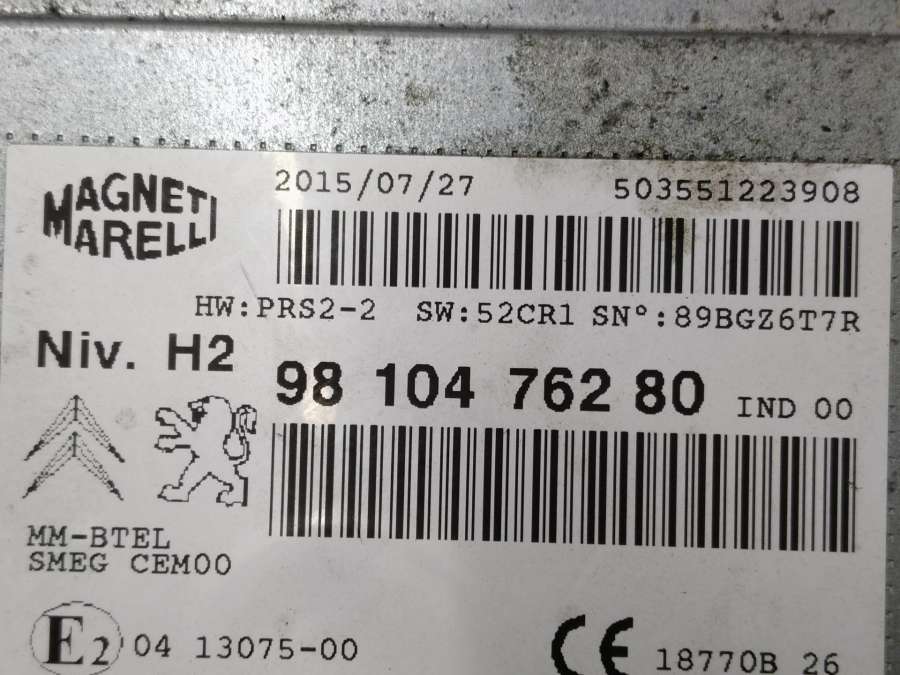 MAGNETI
MARELLI
2015/07/27 503551223908
HW:PRS2-2 SW:52CR1 SN°:89BGZ6T7R
Niv. H2
98 104 762 80 IND 00
MM-BTEL
SMEG CEM00
E2 04 13075-00
CE 18770B 26